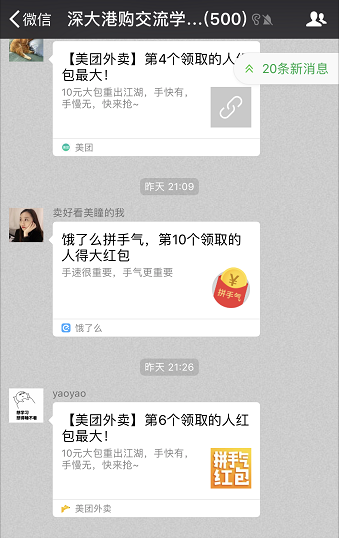 微信
深大港购交流学...(500)
【美团外卖】第4个领取的人红
包最大！
10元大包重出江湖，手快有，
手慢无，快来抢~
20条新消息
美团
昨天 21:09
卖好看美瞳的我
饿了么拼手气，第10个领取的
人得大红包
手速很重要，手气更重要
拼手气
饿了么
昨天 21:26
yaoyao
【美团外卖】第6个领取的人红
包最大！
10元大包重出江湖，手快有，
手慢无，快来抢~
拼手气
红包
美团外卖